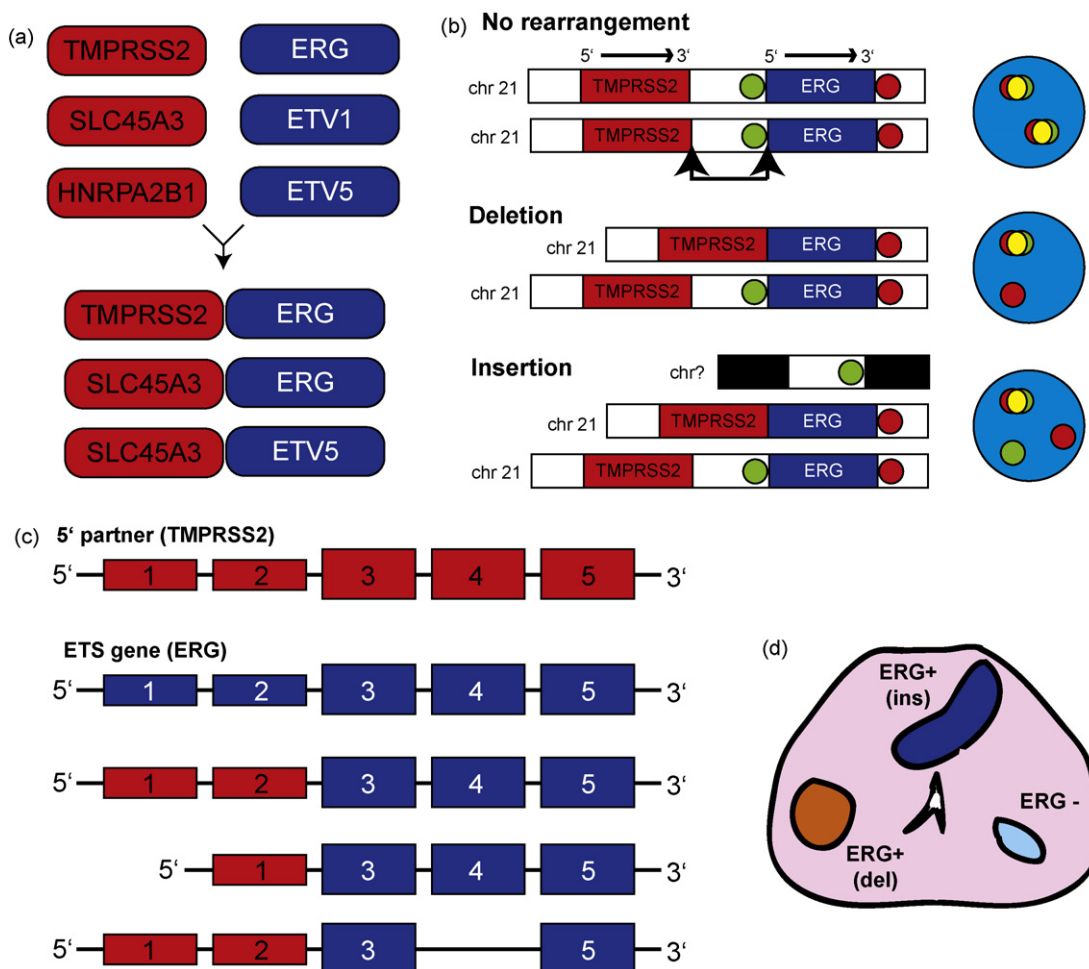 (a)
TMPRSS2 ERG
SLC45A3 ETV1
HNRPA2B1 ETV5
TMPRSS2 ERG
SLC45A3 ERG
SLC45A3 ETV5
(b) No rearrangement
5‘ 3‘ 5‘ 3‘
chr 21 TMPRSS2 ERG
chr 21 TMPRSS2 ERG
Deletion
chr 21 TMPRSS2 ERG
chr 21 TMPRSS2 ERG
Insertion
chr?
chr 21 TMPRSS2 ERG
chr 21 TMPRSS2 ERG
(c) 5‘ partner (TMPRSS2)
5‘ 1 2 3 4 5 3‘
ETS gene (ERG)
5‘ 1 2 3 4 5 3‘
5‘ 1 2 3 4 5 3‘
5‘ 1 3 4 5 3‘
5‘ 1 2 3 5 3‘
(d)
ERG+
(ins)
ERG -
ERG+
(del)